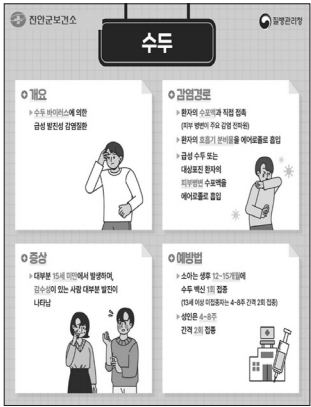 진안군보건소
질병관리청
수두
개요
수두 바이러스에 의한
급성 발진성 감염질환
감염경로
환자의 수포액과 직접 접촉
(피부 병변이 주요 감염 전파원)
환자의 호흡기 분비물을 에어로졸로 흡입
급성 수두 또는
대상포진 환자의
피부병변 수포액을
에어로졸로 흡입
증상
대부분 15세 미만에서 발생하며,
감수성이 있는 사람 대부분 발진이
나타남
예방법
소아는 생후 12~15개월에
수두 백신 1회 접종
(13세 이상 미접종자는 4~8주 간격 2회 접종)
성인은 4~8주
간격 2회 접종